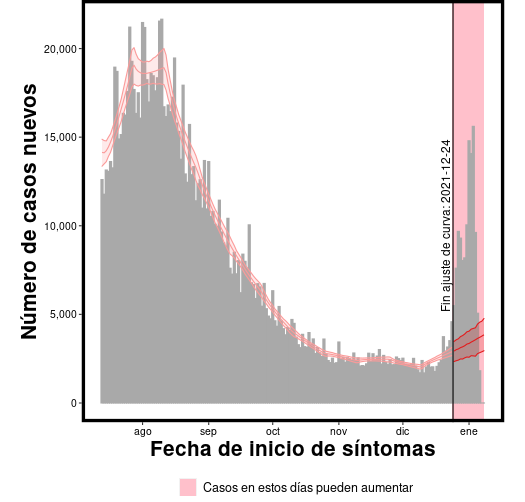 Número de casos nuevos
20,000
15,000
10,000
5,000
0
Fin ajuste de curva: 2021-12-24
ago sep oct nov dic ene
Fecha de inicio de síntomas
Casos en estos días pueden aumentar